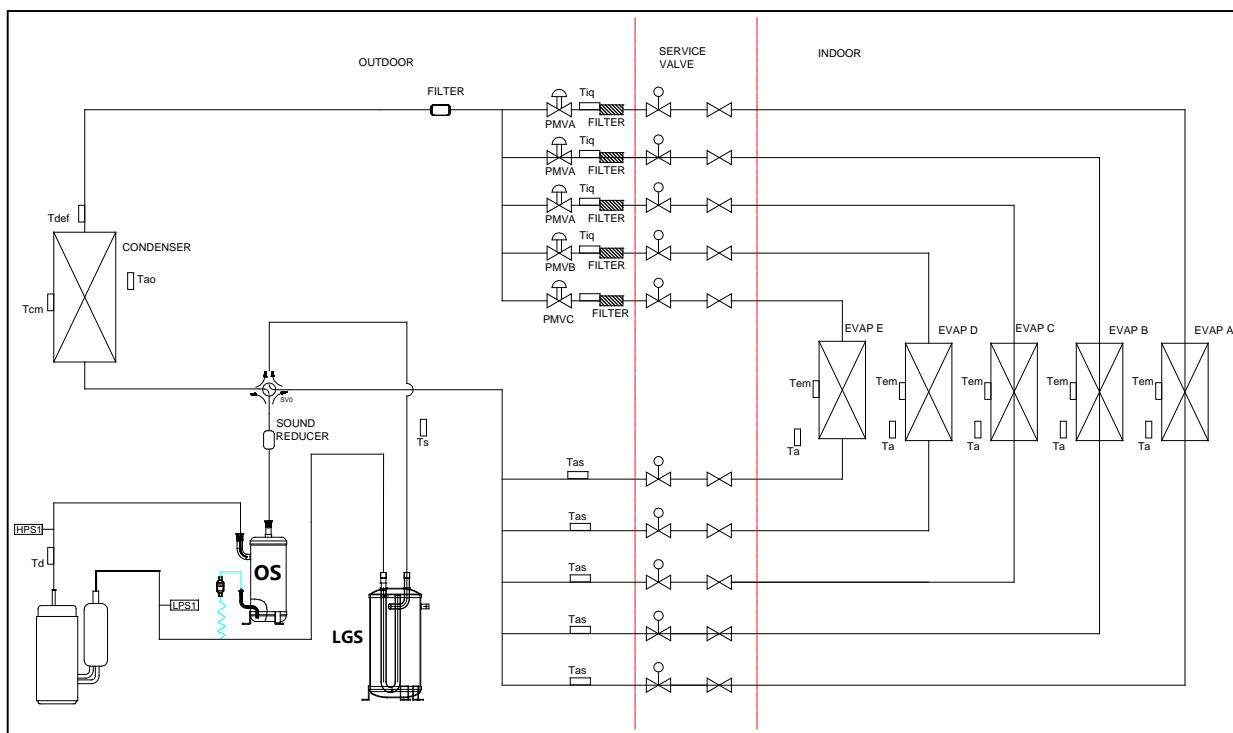 OUTDOOR
SERVICE
VALVE
INDOOR
FILTER
Tiq
PMVA
FILTER
Tiq
PMVA
FILTER
Tiq
PMVA
FILTER
Tiq
PMVB
FILTER
PMVC
FILTER
Tdef
CONDENSER
Tao
Tcm
EVAP E
EVAP D
EVAP C
EVAP B
EVAP A
Tem
Tem
Tem
Tem
Tem
Ta
Ta
Ta
Ta
Ta
SV0
SOUND
REDUCER
Ts
Tas
Tas
Tas
Tas
Tas
HPS1
Td
OS
LPS1
LGS